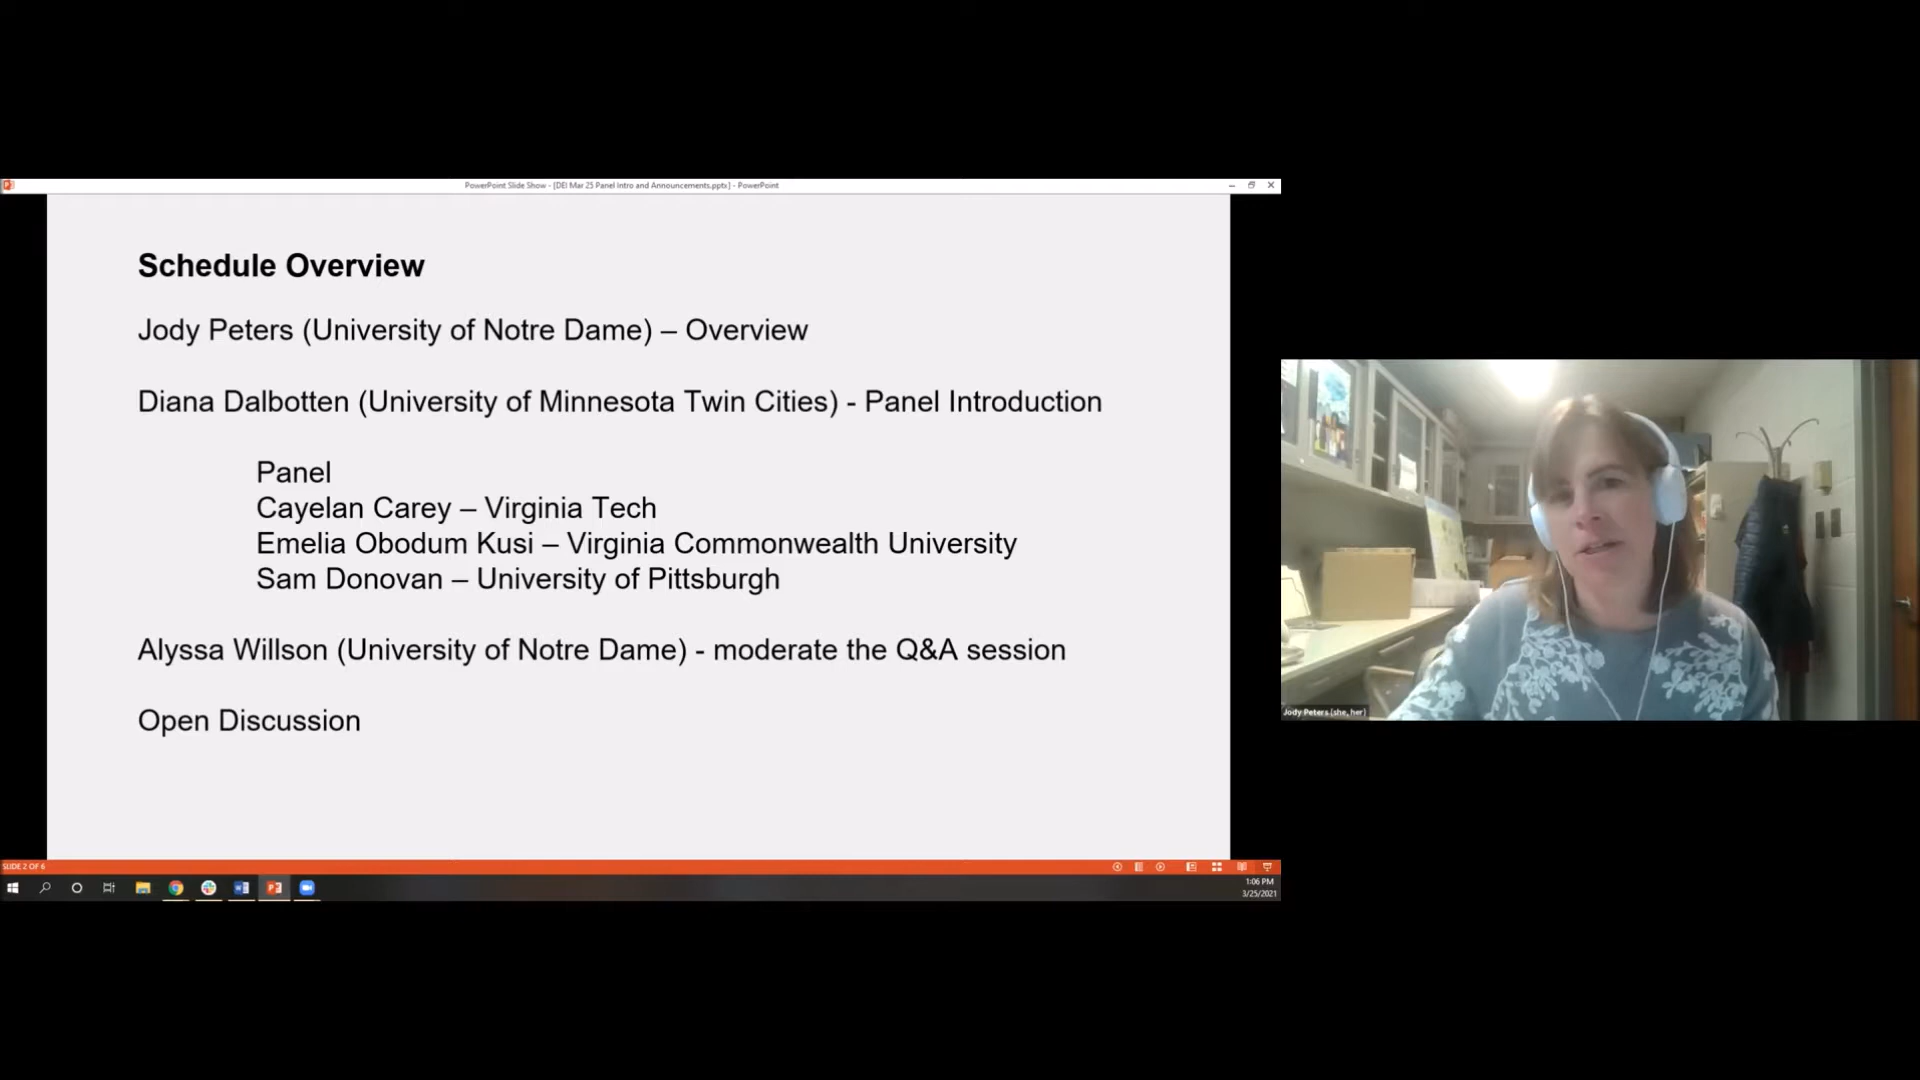 PowerPoint Slide Show - [DEI Mar 25 Panel Intro and Announcements.pptx] - PowerPoint
Schedule Overview
Jody Peters (University of Notre Dame) – Overview
Diana Dalbotten (University of Minnesota Twin Cities) - Panel Introduction
Panel
Cayelan Carey – Virginia Tech
Emelia Obodum Kusi – Virginia Commonwealth University
Sam Donovan – University of Pittsburgh
Alyssa Willson (University of Notre Dame) - moderate the Q&A session
Open Discussion
Jody Peters (she, her)
SLIDE 2 OF 6
1:06 PM
3/25/2021